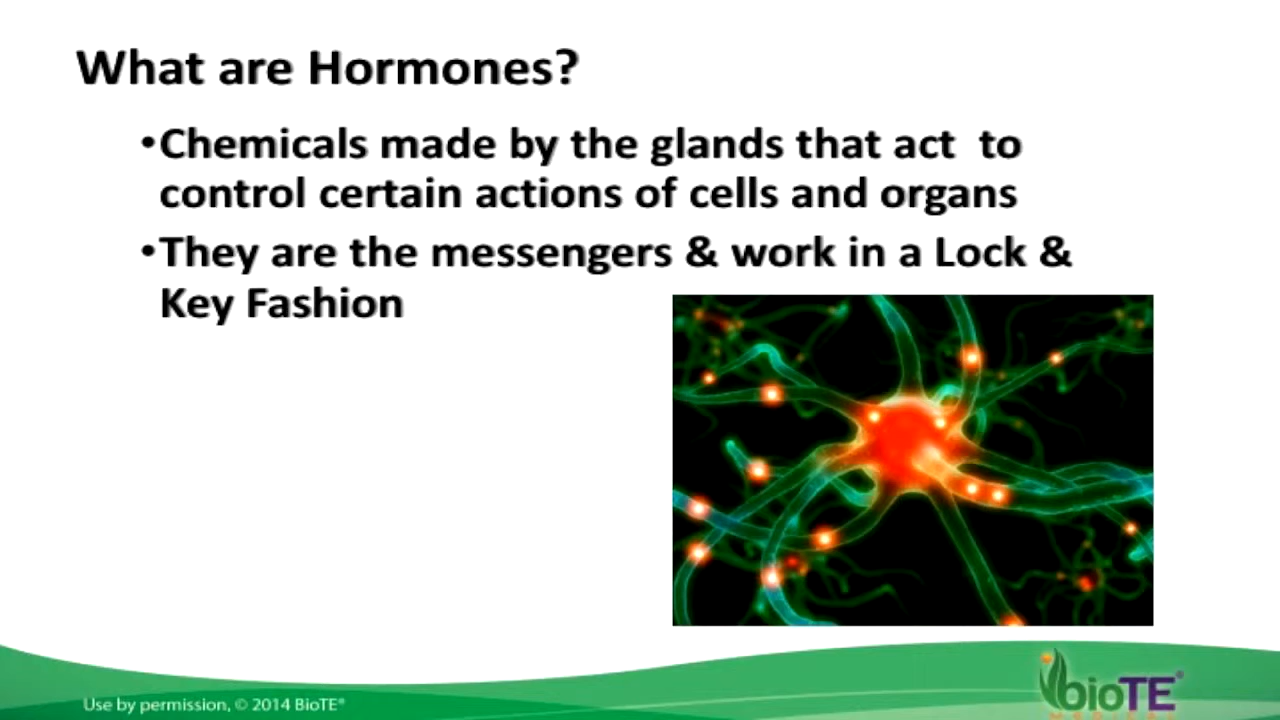 What are Hormones?
•Chemicals made by the glands that act to
control certain actions of cells and organs
•They are the messengers & work in a Lock &
Key Fashion
Use by permission, © 2014 BioTE®
bioTE®